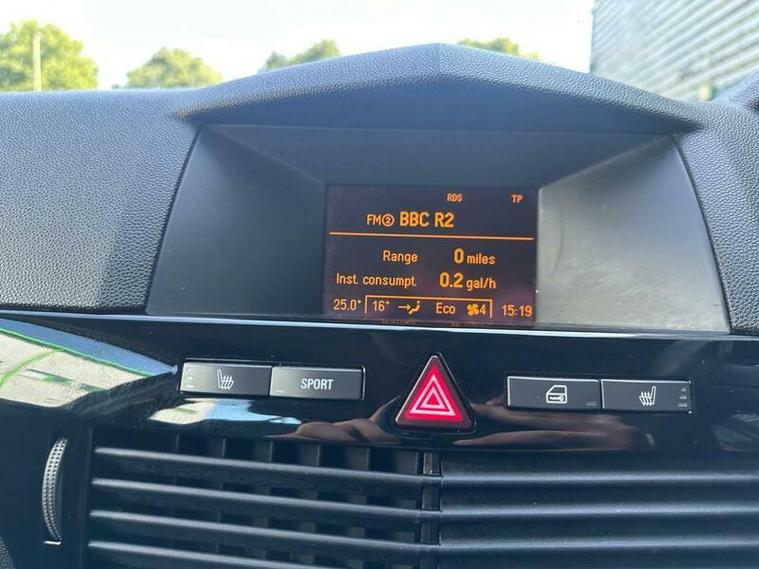 RDS TP
FM② BBC R2
Range 0 miles
Inst. consumpt. 0.2 gal/h
25.0° 16° Eco 4 15:19
SPORT